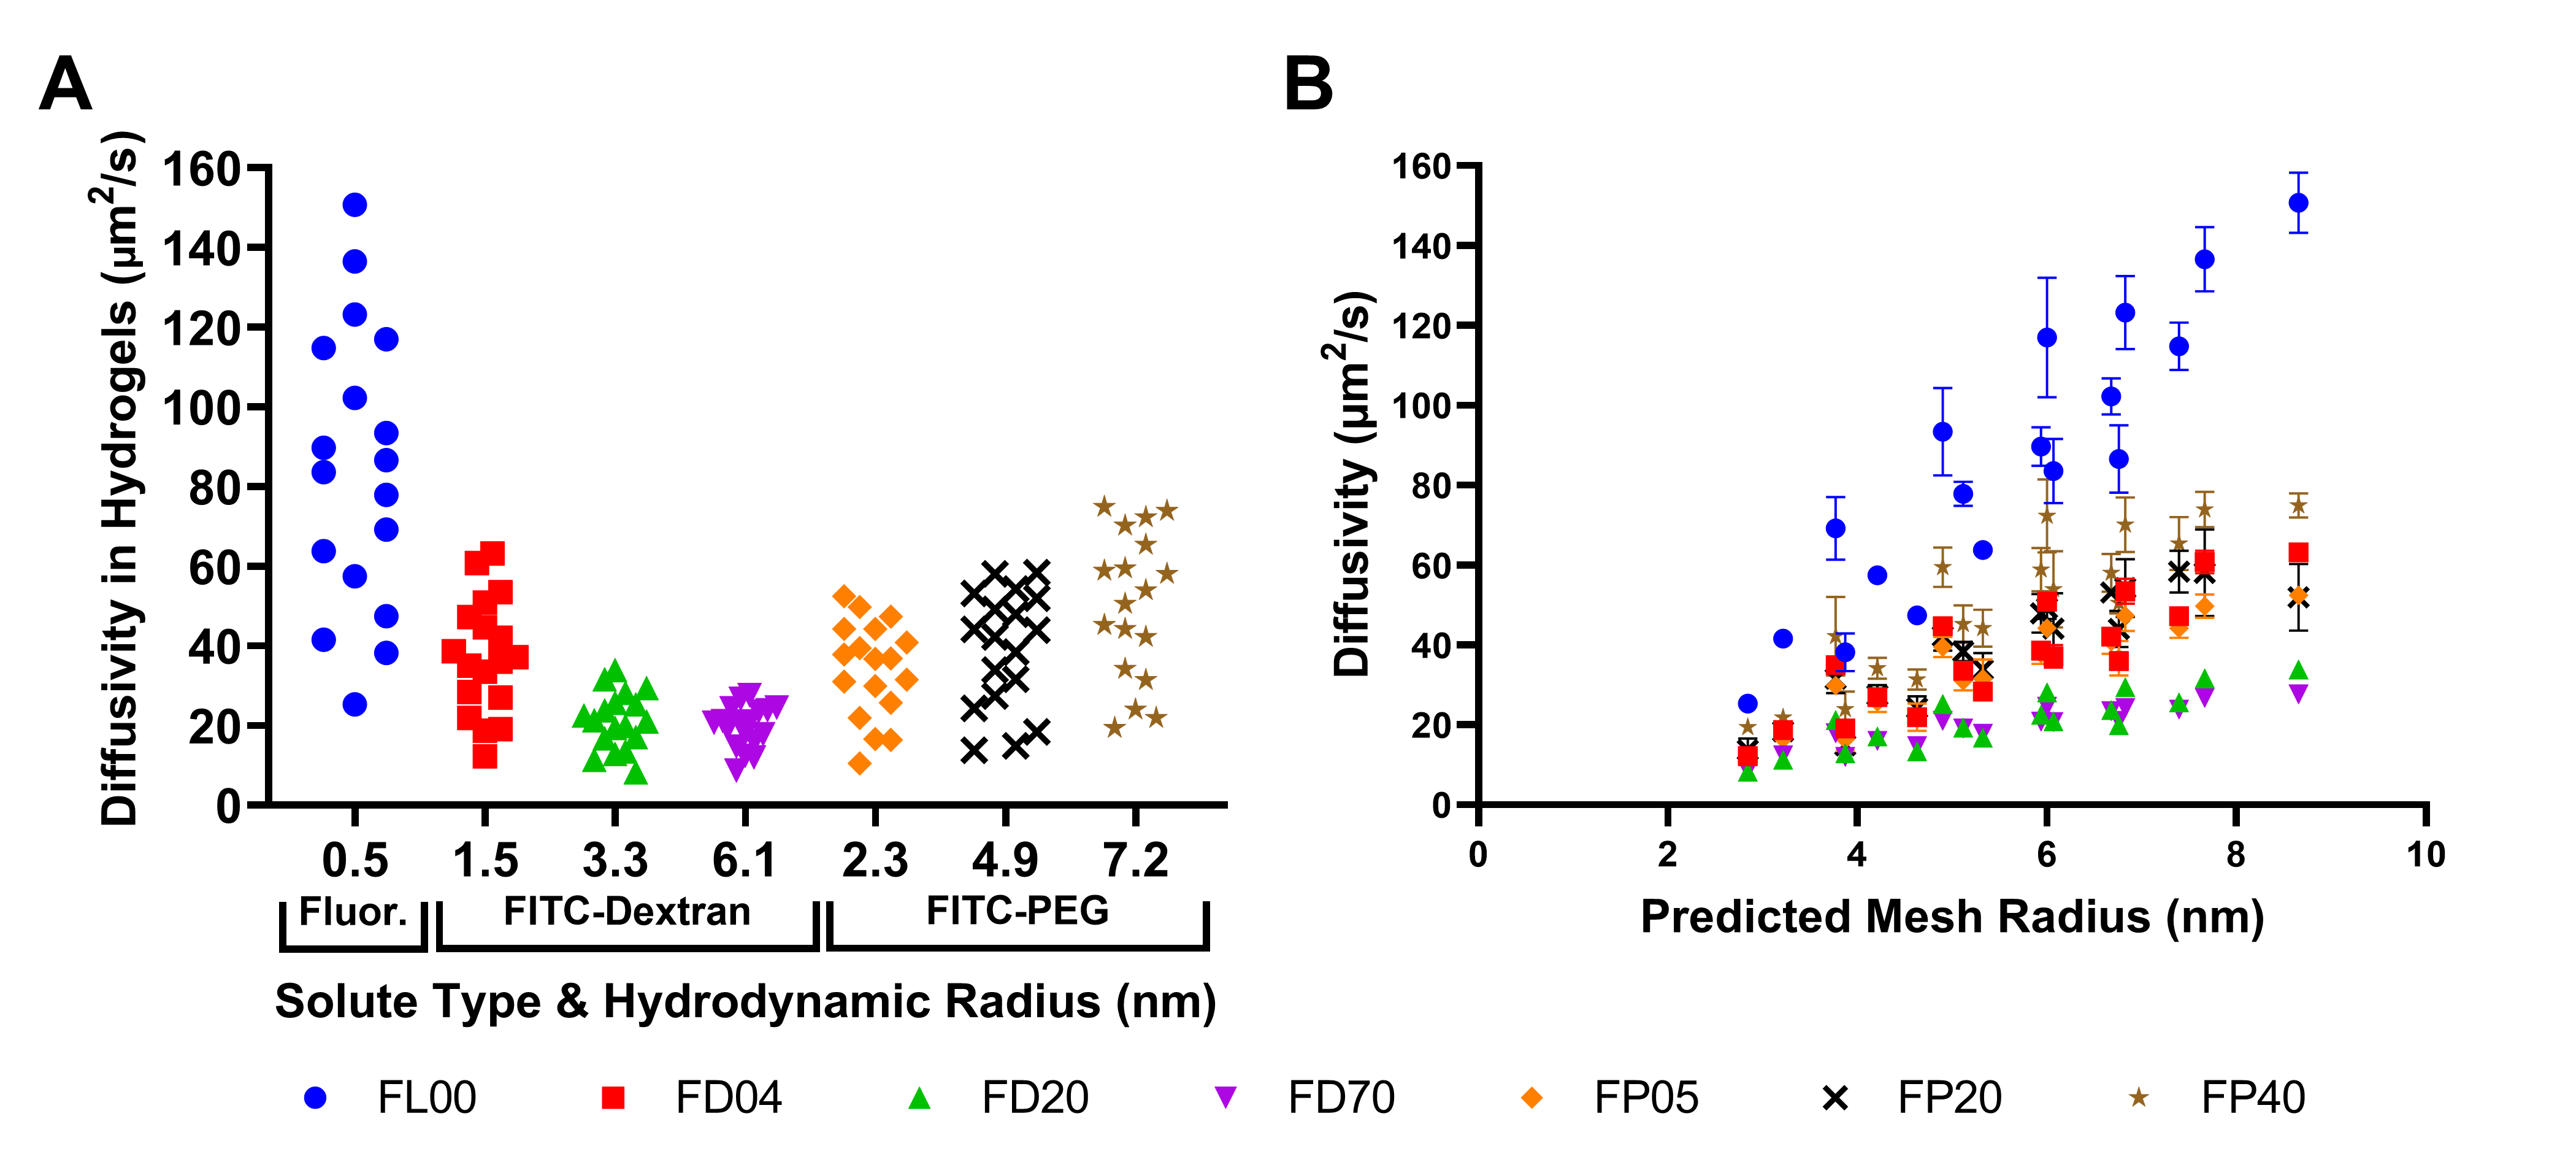 A
Diffusivity in Hydrogels (µm²/s)
160
140
120
100
80
60
40
20
0
0.5 1.5 3.3 6.1 2.3 4.9 7.2
Fluor. FITC-Dextran FITC-PEG
Solute Type & Hydrodynamic Radius (nm)
B
Diffusivity (µm²/s)
160
140
120
100
80
60
40
20
0
0 2 4 6 8 10
Predicted Mesh Radius (nm)
FL00 FD04 FD20 FD70 FP05 FP20 FP40